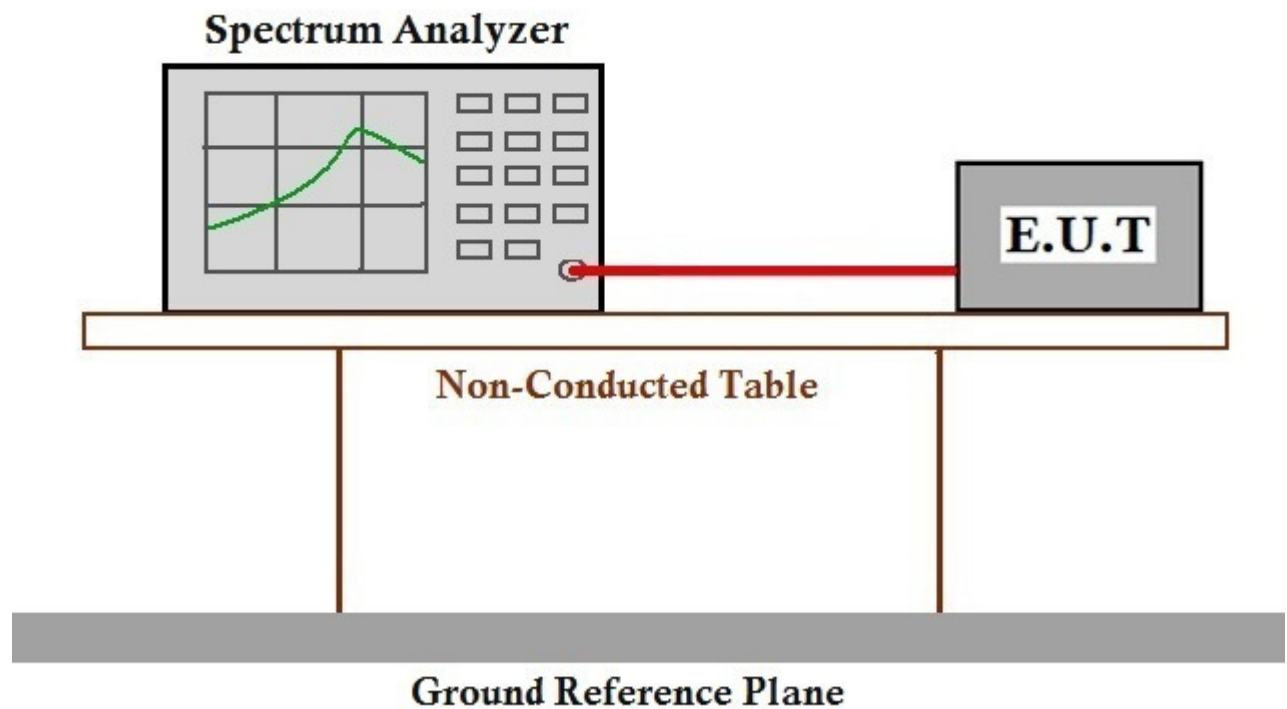 Spectrum Analyzer
E.U.T
Non-Conducted Table
Ground Reference Plane